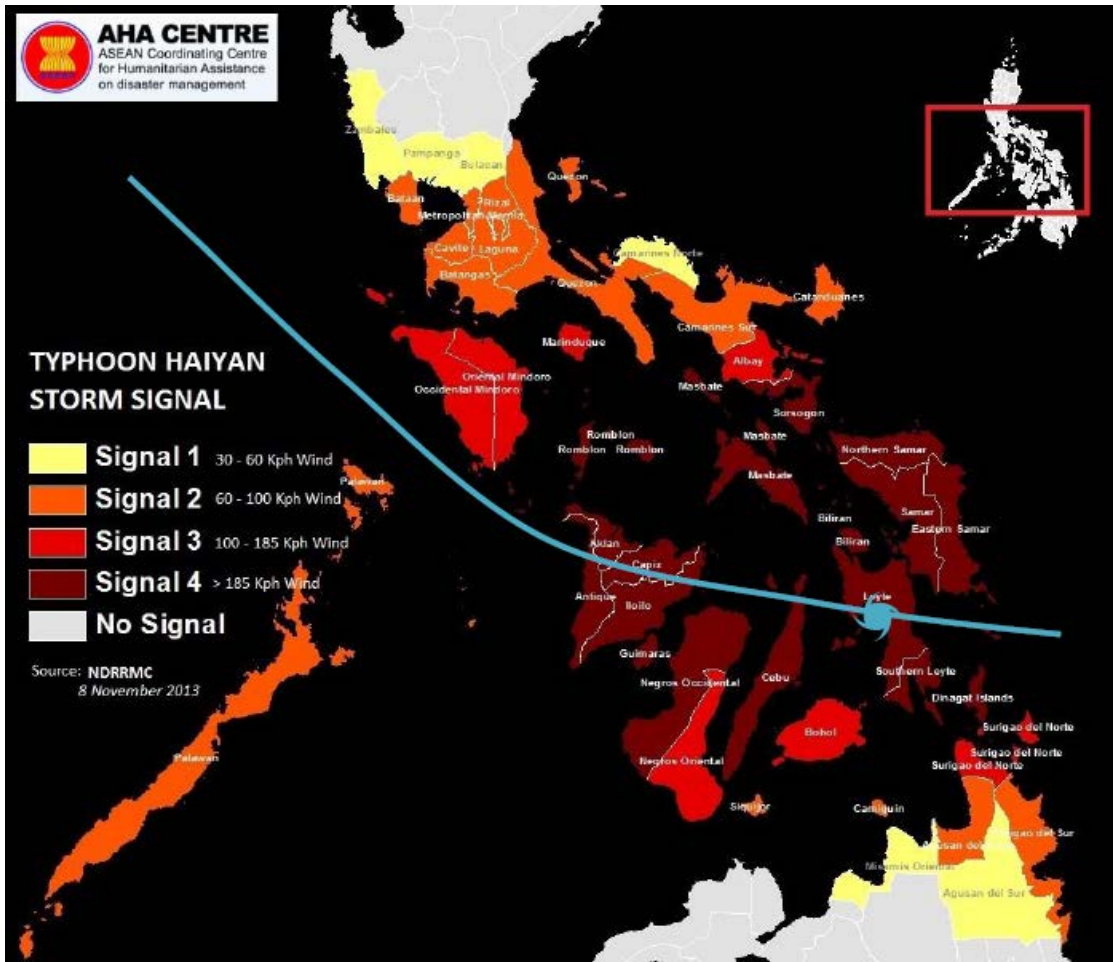 AHA CENTRE
ASEAN Coordinating Centre
for Humanitarian Assistance
on disaster management
Zambales
Pampanga
Bulacan
Bataan
Rizal
Metropolitan Manila
Quezon
Cavite
Laguna
Batangas
Quezon
Camarines Norte
Catanduanes
Camarines Sur
Albay
Marinduque
Oriental Mindoro
Occidental Mindoro
Masbate
Sorsogon
Romblon
Romblon
Romblon
Masbate
Masbate
Northern Samar
Samar
Eastern Samar
Biliran
Biliran
TYPHOON HAIYAN
STORM SIGNAL
Signal 1 30 - 60 Kph Wind
Signal 2 60 - 100 Kph Wind
Signal 3 100 - 185 Kph Wind
Signal 4 > 185 Kph Wind
No Signal
Source: NDRRMC
8 November 2013
Palawan
Palawan
Aklan
Capiz
Antique
Iloilo
Guimaras
Leyte
Southern Leyte
Dinagat Islands
Negros Occidental
Cebu
Bohol
Negros Oriental
Siquijor
Camiguin
Surigao del Norte
Surigao del Norte
Surigao del Norte
Surigao del Sur
Misamis Oriental
Agusan del Sur